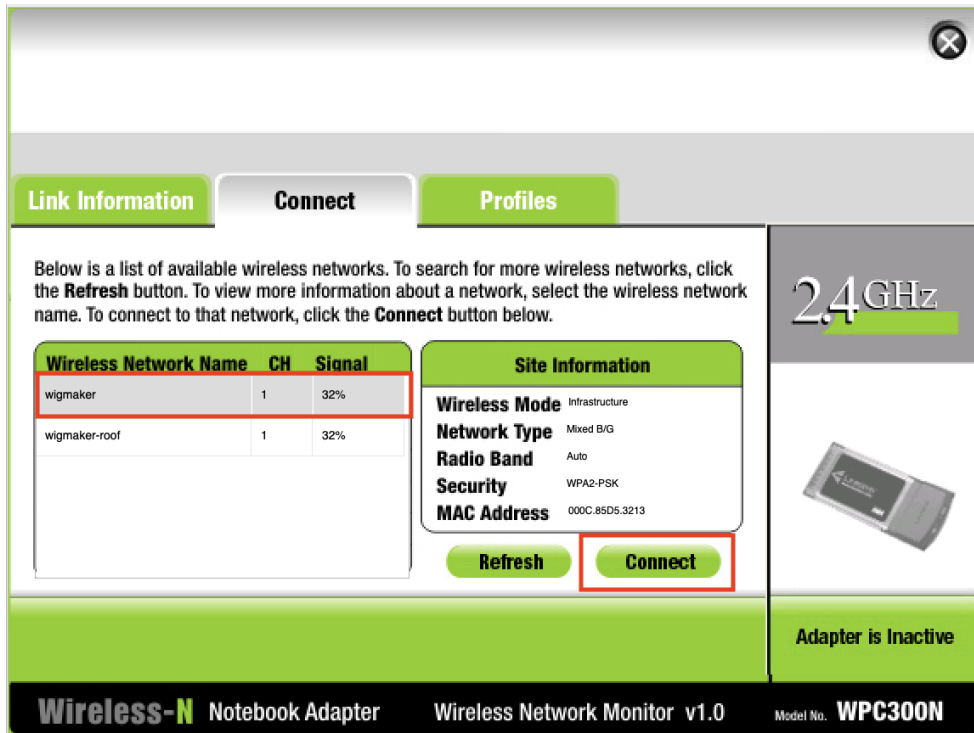 Link Information Connect Profiles
Below is a list of available wireless networks. To search for more wireless networks, click
the Refresh button. To view more information about a network, select the wireless network
name. To connect to that network, click the Connect button below.
2.4GHz
Wireless Network Name CH Signal
wigmaker 1 32%
wigmaker-roof 1 32%
Site Information
Wireless Mode Infrastructure
Network Type Mixed B/G
Radio Band Auto
Security WPA2-PSK
MAC Address 000C.85D5.3213
Refresh Connect
Adapter is Inactive
Wireless-N Notebook Adapter Wireless Network Monitor v1.0 Model No. WPC300N